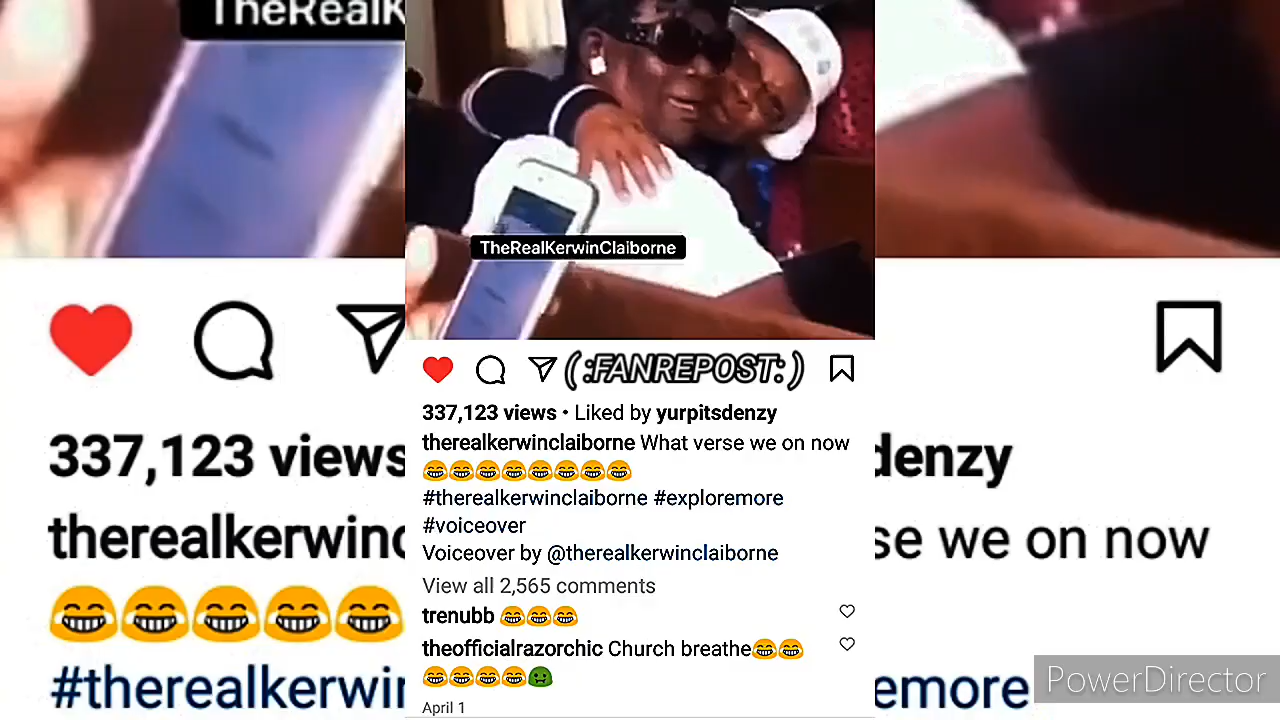 TheRealK
TheRealKerwinClaiborne
( :FANREPOST: )
337,123 views • Liked by yurpitsdenzy
therealkerwinclaiborne What verse we on now
😂😂😂😂😂😂😂😂
#therealkerwinclaiborne #exploremore
#voiceover
Voiceover by @therealkerwinclaiborne
View all 2,565 comments
trenubb 😂😂😂
theofficialrazorchic Church breathe😂😂
😂😂😂😂🤢
April 1
337,123 views
denzy
therealkerwinc
se we on now
😂😂😂😂😂
#therealkerwin
emore
PowerDirector